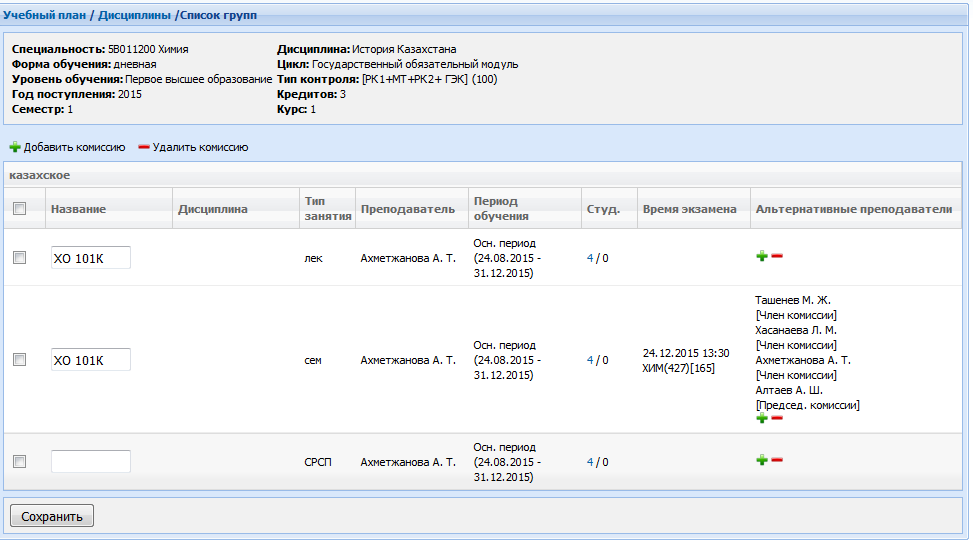 Учебный план / Дисциплины /Список групп
Специальность: 5B011200 Химия
Форма обучения: дневная
Уровень обучения: Первое высшее образование
Год поступления: 2015
Семестр: 1
Дисциплина: История Казахстана
Цикл: Государственный обязательный модуль
Тип контроля: [РК1+МТ+РК2+ ГЭК] (100)
Кредитов: 3
Курс: 1
Добавить комиссию
Удалить комиссию
казахское
Название
Дисциплина
Тип
занятия
Преподаватель
Период
обучения
Студ.
Время экзамена
Альтернативные преподаватели
ХО 101К
лек
Ахметжанова А. Т.
Осн. период
(24.08.2015 -
31.12.2015)
4 / 0
ХО 101К
сем
Ахметжанова А. Т.
Осн. период
(24.08.2015 -
31.12.2015)
4 / 0
24.12.2015 13:30
ХИМ(427)[165]
Ташенев М. Ж.
[Член комиссии]
Хасанаева Л. М.
[Член комиссии]
Ахметжанова А. Т.
[Член комиссии]
Алтаев А. Ш.
[Председ. комиссии]
СРСП
Ахметжанова А. Т.
Осн. период
(24.08.2015 -
31.12.2015)
4 / 0
Сохранить